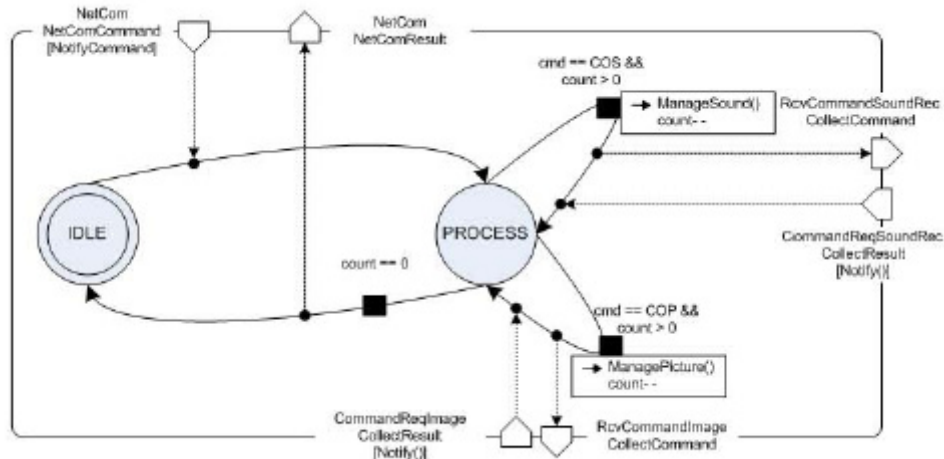 NetCom
NetComCommand
[NotifyCommand]
NetCom
NetComResult
cmd == COS &&
count > 0
ManageSound()
count--
RcvCommandSoundRec
CollectCommand
IDLE
PROCESS
CommandReqSoundRec
CollectResult
[Notify()]
count == 0
cmd == COP &&
count > 0
ManagePicture()
count--
CommandReqImage
CollectResult
[Notify()]
RcvCommandImage
CollectCommand